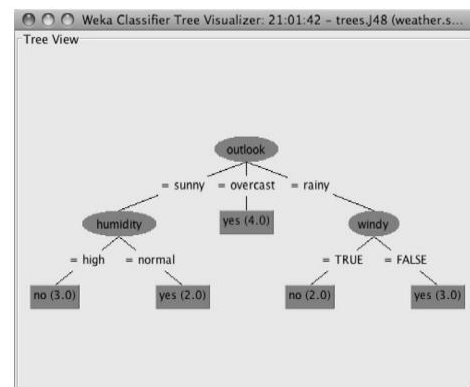 Weka Classifier Tree Visualizer: 21:01:42 – trees.J48 (weather.s...
Tree View
outlook
= sunny = overcast = rainy
humidity yes (4.0) windy
= high = normal = TRUE = FALSE
no (3.0) yes (2.0) no (2.0) yes (3.0)